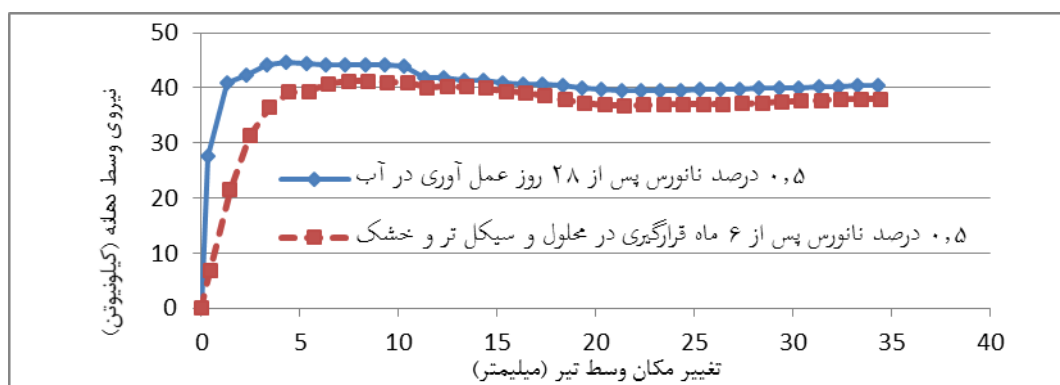 نیروی وسط دهانه (کیلونیوتن)
50
40
30
20
10
0
۰٫۵ درصد نانورس پس از ۲۸ روز عمل آوری در آب
۰٫۵ درصد نانورس پس از ۶ ماه قرارگیری در محلول و سیکل تر و خشک
0 5 10 15 20 25 30 35 40
تغییر مکان وسط تیر (میلیمتر)